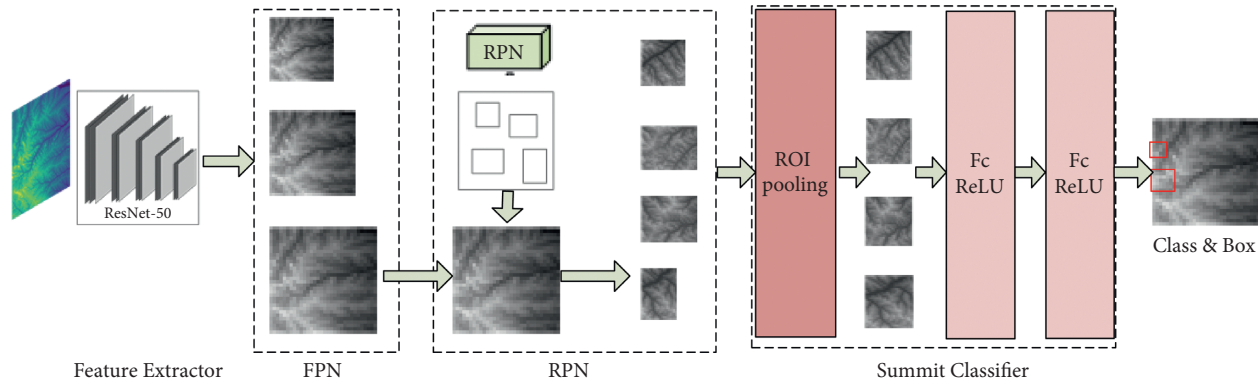 RPN
ResNet-50
ROI
pooling
Fc
ReLU
Fc
ReLU
Class & Box
Feature Extractor
FPN
RPN
Summit Classifier